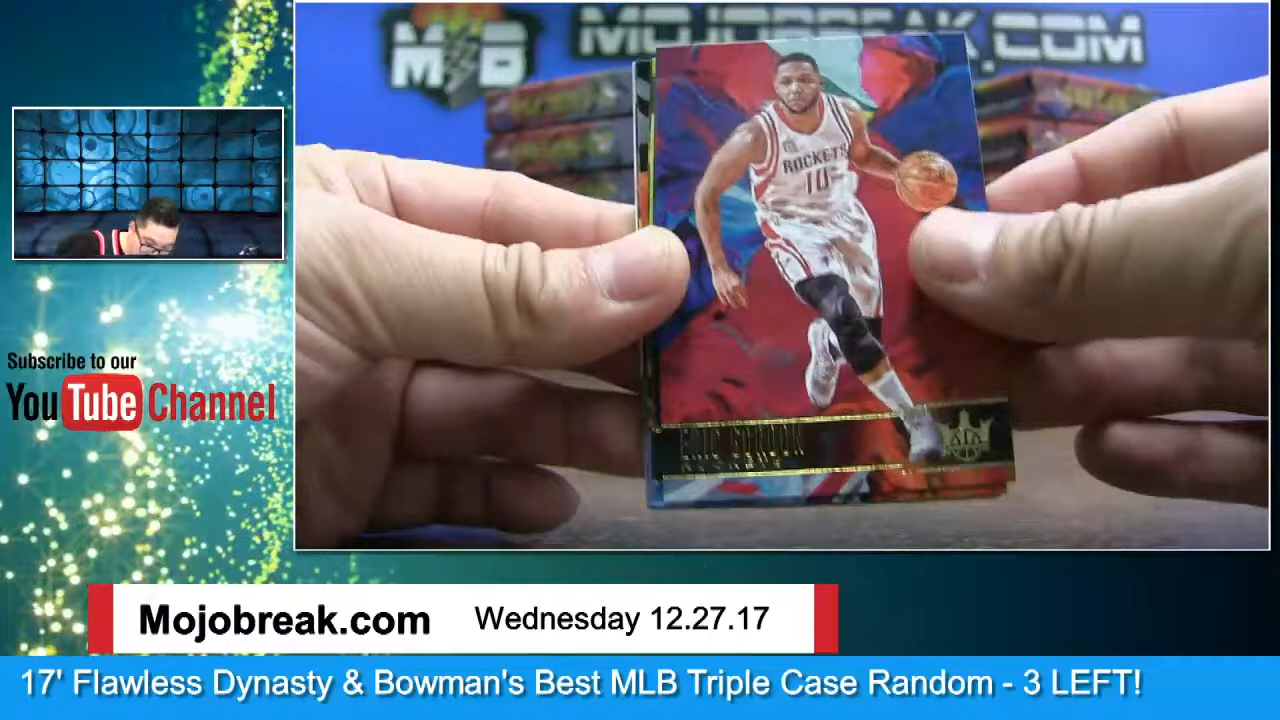 MB
MOJOBREAK.COM
ROCKETS
10
Subscribe to our
YouTube Channel
Mojobreak.com
Wednesday 12.27.17
17' Flawless Dynasty & Bowman's Best MLB Triple Case Random - 3 LEFT!